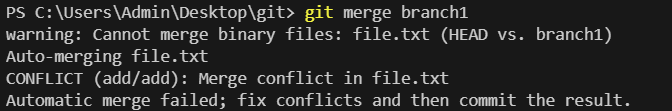 PS C:\Users\Admin\Desktop\git> git merge branch1
warning: Cannot merge binary files: file.txt (HEAD vs. branch1)
Auto-merging file.txt
CONFLICT (add/add): Merge conflict in file.txt
Automatic merge failed; fix conflicts and then commit the result.